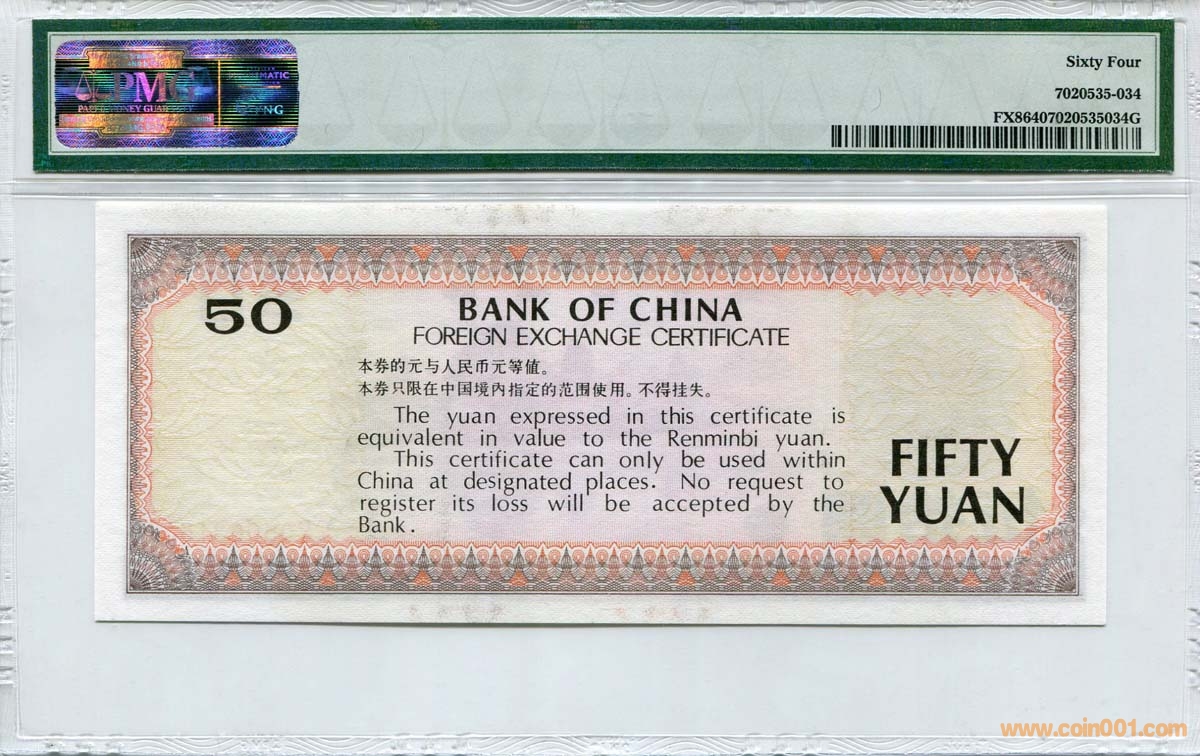 PMG
PAPER MONEY GUARANTY
Sixty Four
7020535-034
FX86407020535034G
50
BANK OF CHINA
FOREIGN EXCHANGE CERTIFICATE
本券的元与人民币元等值。
本券只限在中国境内指定的范围使用。不得挂失。
The yuan expressed in this certificate is
equivalent in value to the Renminbi yuan.
This certificate can only be used within
China at designated places. No request to
register its loss will be accepted by the
Bank.
FIFTY
YUAN
www.coin001.com